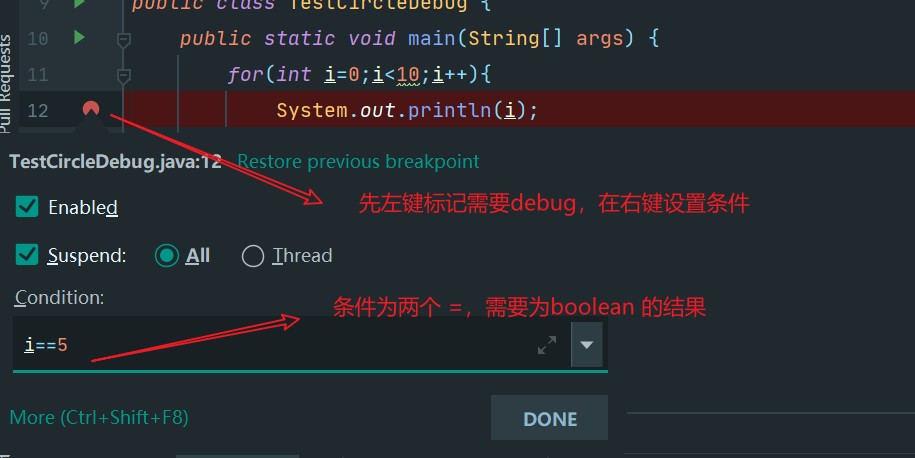 9 public class TestCircleDebug {
10 public static void main(String[] args) {
11 for(int i=0;i<10;i++){
12 System.out.println(i);
Pull Requests
TestCircleDebug.java:12 Restore previous breakpoint
先左键标记需要debug，在右键设置条件
Enabled
Suspend: All Thread
Condition:
条件为两个 =，需要为boolean 的结果
i==5
More (Ctrl+Shift+F8)
DONE